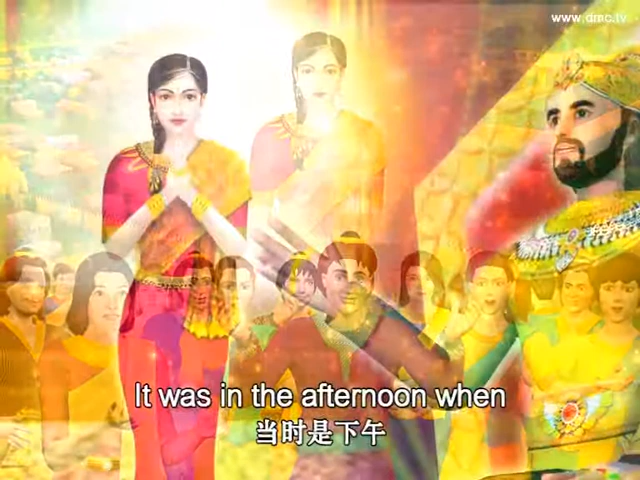 www.dmc.tv
It was in the afternoon when
当时是下午